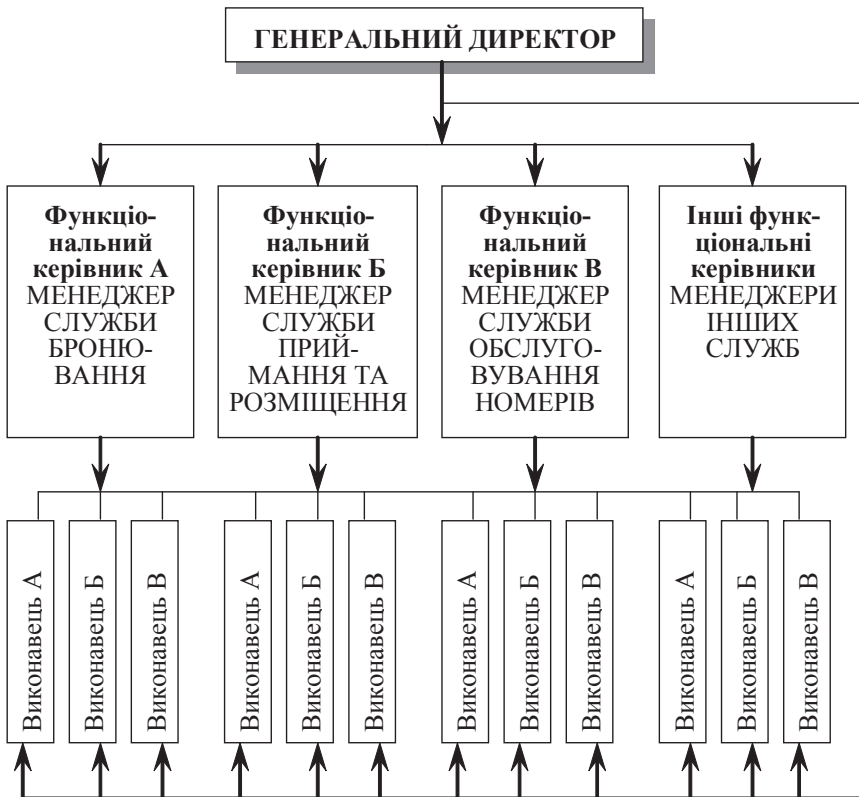 ГЕНЕРАЛЬНИЙ ДИРЕКТОР
Функціо-
нальний
керівник А
МЕНЕДЖЕР
СЛУЖБИ
БРОНЮ-
ВАННЯ
Функціо-
нальний
керівник Б
МЕНЕДЖЕР
СЛУЖБИ
ПРИЙ-
МАННЯ ТА
РОЗМІЩЕННЯ
Функціо-
нальний
керівник В
МЕНЕДЖЕР
СЛУЖБИ
ОБСЛУГО-
ВУВАННЯ
НОМЕРІВ
Інші функ-
ціональні
керівники
МЕНЕДЖЕРИ
ІНШИХ
СЛУЖБ
Виконавець А
Виконавець Б
Виконавець В
Виконавець А
Виконавець Б
Виконавець В
Виконавець А
Виконавець Б
Виконавець В
Виконавець А
Виконавець Б
Виконавець В